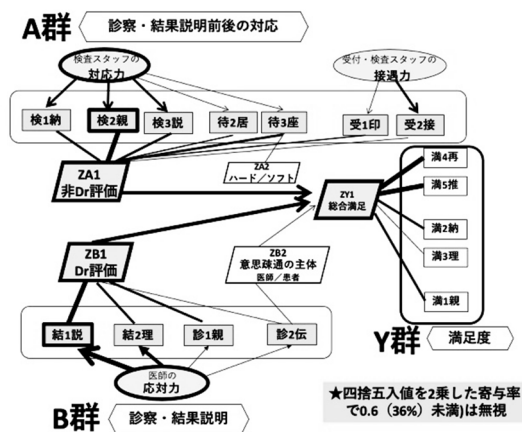 A群
診察・結果説明前後の対応
検査スタッフの
対応力
受付・検査スタッフの
接遇力
検1納
検2親
検3説
待2居
待3座
受1印
受2接
ZA1
非Dr評価
ZA2
ハード／ソフト
ZY1
総合満足
満4再
満5推
満2納
満3理
満1親
ZB1
Dr評価
ZB2
意思疎通の主体
医師／患者
結1説
結2理
診1親
診2伝
医師の
応対力
Y群
満足度
B群
診察・結果説明
★四捨五入値を2乗した寄与率
で0.6（36%）未満)は無視